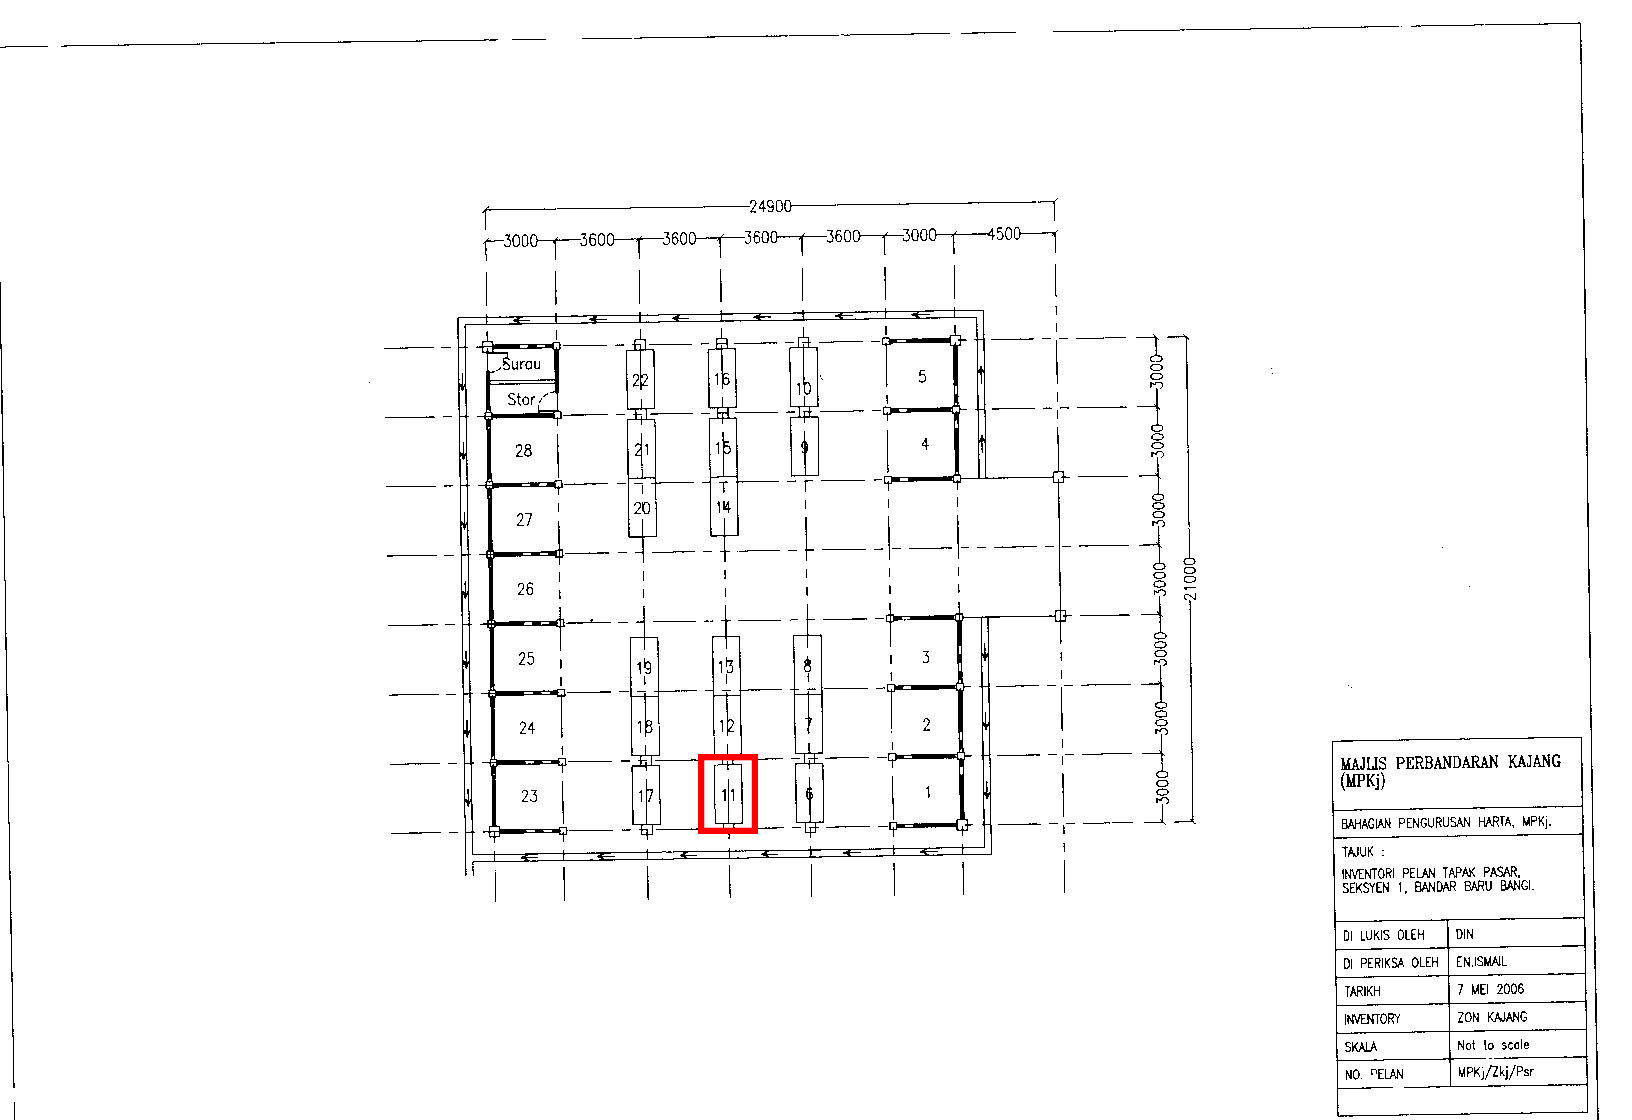 24900
3000 3600 3600 3600 3600 3000 4500
Surau
Stor
22 16 10 5
28 21 15 9 4
27 20 14
26
25 19 13 8 3
24 18 12 7 2
23 17 11 6 1
3000
3000
3000
3000
3000
3000
3000
21000
MAJLIS PERBANDARAN KAJANG
(MPKj)
BAHAGIAN PENGURUSAN HARTA, MPKj.
TAJUK :
INVENTORI PELAN TAPAK PASAR,
SEKSYEN 1, BANDAR BARU BANGI.
DI LUKIS OLEH DIN
DI PERIKSA OLEH EN.ISMAIL
TARIKH 7 MEI 2006
INVENTORY ZON KAJANG
SKALA Not to scale
NO. PELAN MPKj/Zkj/Psr